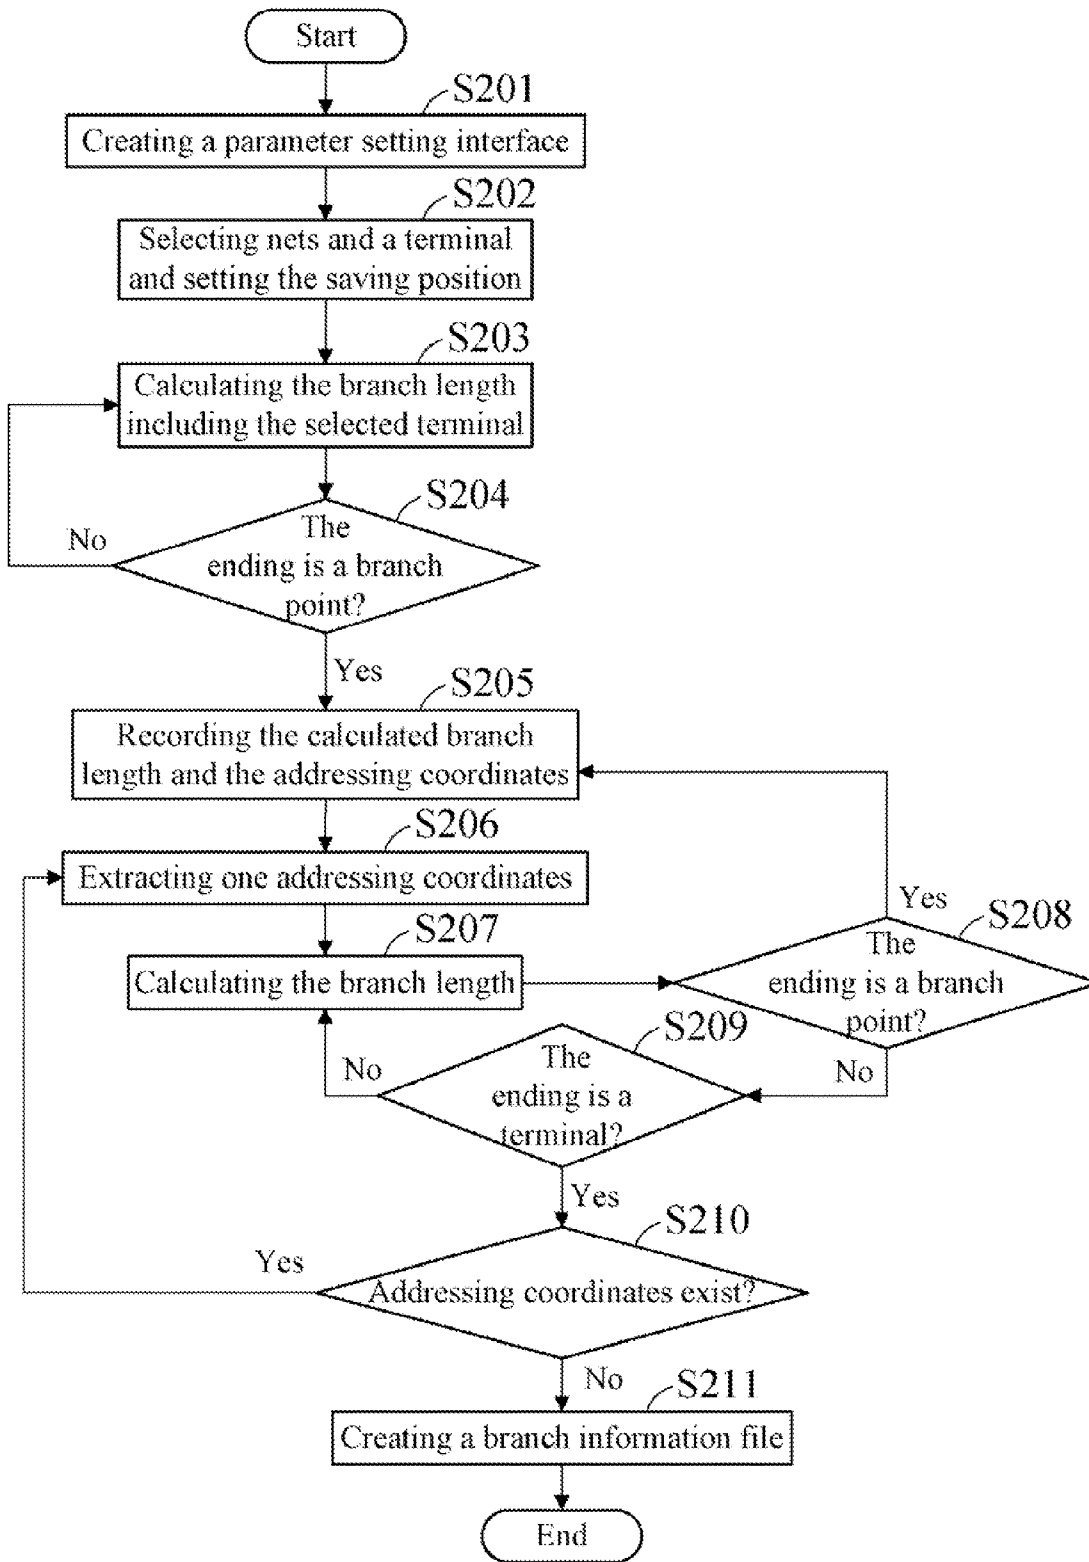 Start
S201
Creating a parameter setting interface
S202
Selecting nets and a terminal
and setting the saving position
S203
Calculating the branch length
including the selected terminal
S204
The
ending is a branch
point?
No
Yes
S205
Recording the calculated branch
length and the addressing coordinates
S206
Extracting one addressing coordinates
S207
Calculating the branch length
S208
The
ending is a branch
point?
Yes
No
S209
The
ending is a
terminal?
No
Yes
S210
Addressing coordinates exist?
Yes
No
S211
Creating a branch information file
End